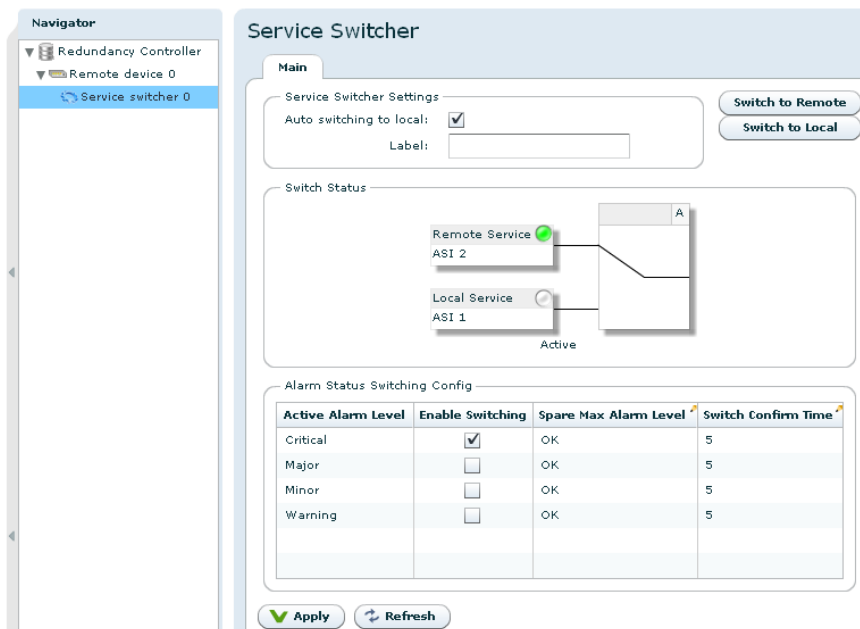 Navigator
Redundancy Controller
Remote device 0
Service switcher 0
Service Switcher
Main
Service Switcher Settings
Auto switching to local:
Label:
Switch to Remote
Switch to Local
Switch Status
A
Remote Service
ASI 2
Local Service
ASI 1
Active
Alarm Status Switching Config
Active Alarm Level Enable Switching Spare Max Alarm Level Switch Confirm Time
Critical OK 5
Major OK 5
Minor OK 5
Warning OK 5
Apply Refresh